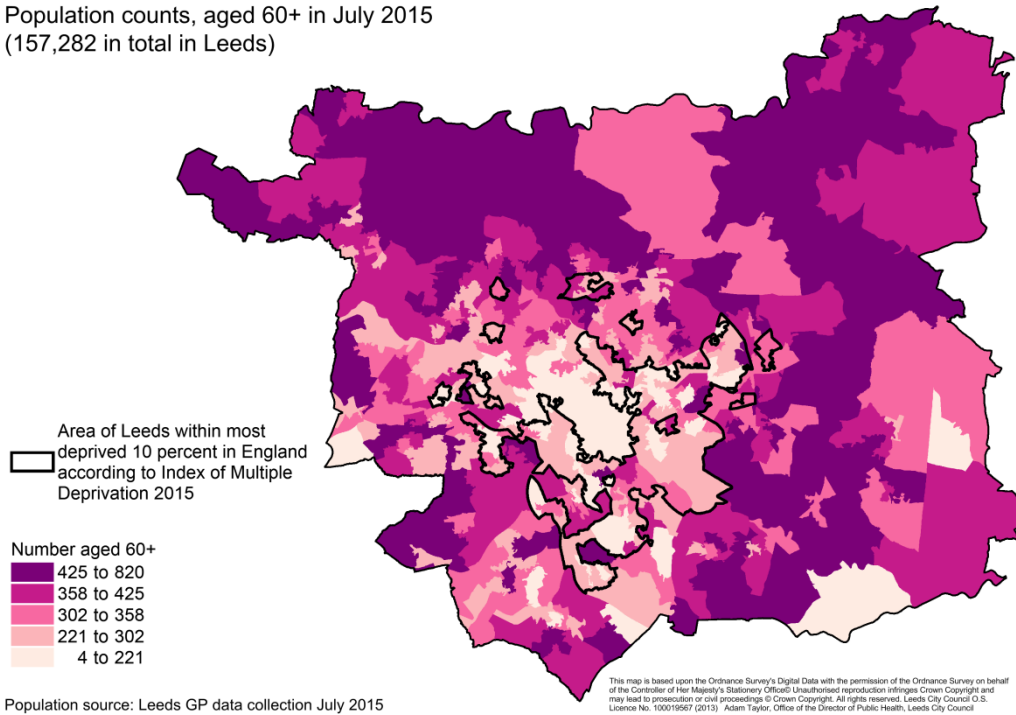 Population counts, aged 60+ in July 2015
(157,282 in total in Leeds)
Area of Leeds within most
deprived 10 percent in England
according to Index of Multiple
Deprivation 2015
Number aged 60+
425 to 820
358 to 425
302 to 358
221 to 302
4 to 221
Population source: Leeds GP data collection July 2015
This map is based upon the Ordnance Survey's Digital Data with the permission of the Ordnance Survey on behalf
of the Controller of Her Majesty's Stationery Office© Unauthorised reproduction infringes Crown Copyright and
may lead to prosecution or civil proceedings © Crown Copyright. All rights reserved. Leeds City Council O.S.
Licence No. 100019567 (2013) Adam Taylor, Office of the Director of Public Health, Leeds City Council